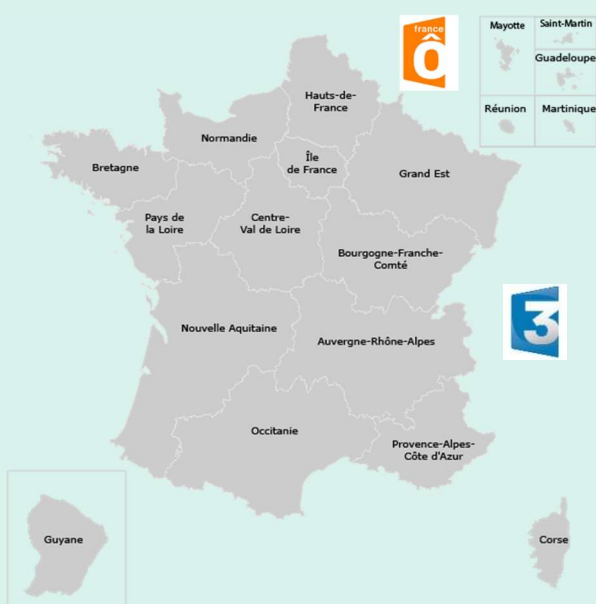 france
ô
Mayotte
Saint-Martin
Guadeloupe
Réunion
Martinique
Hauts-de-
France
Normandie
Île
de France
Bretagne
Grand Est
Pays de
la Loire
Centre-
Val de Loire
Bourgogne-Franche-
Comté
3
Nouvelle Aquitaine
Auvergne-Rhône-Alpes
Occitanie
Provence-Alpes-
Côte d'Azur
Guyane
Corse